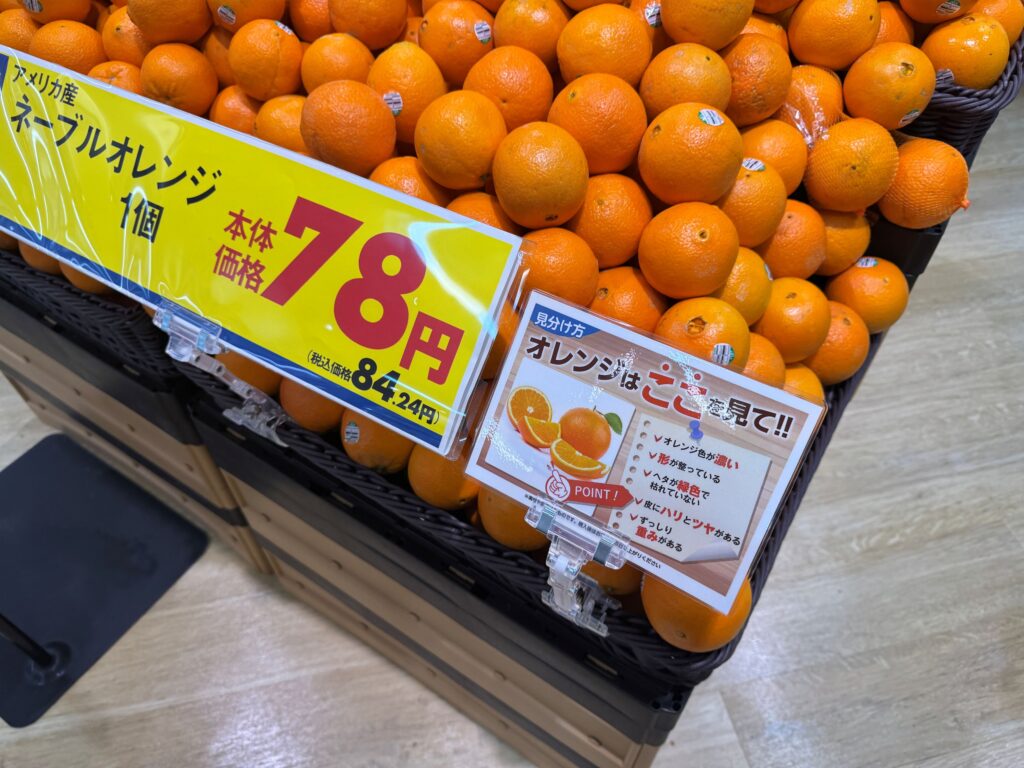 アメリカ産
ネーブルオレンジ
1個
本体
価格
78円
(税込価格84.24円)
見分け方
オレンジはここを見て!!
✓オレンジ色が濃い
✓形が整っている
✓ヘタが緑色で
枯れていない
✓皮にハリとツヤがある
✓ずっしり
重みがある
POINT!